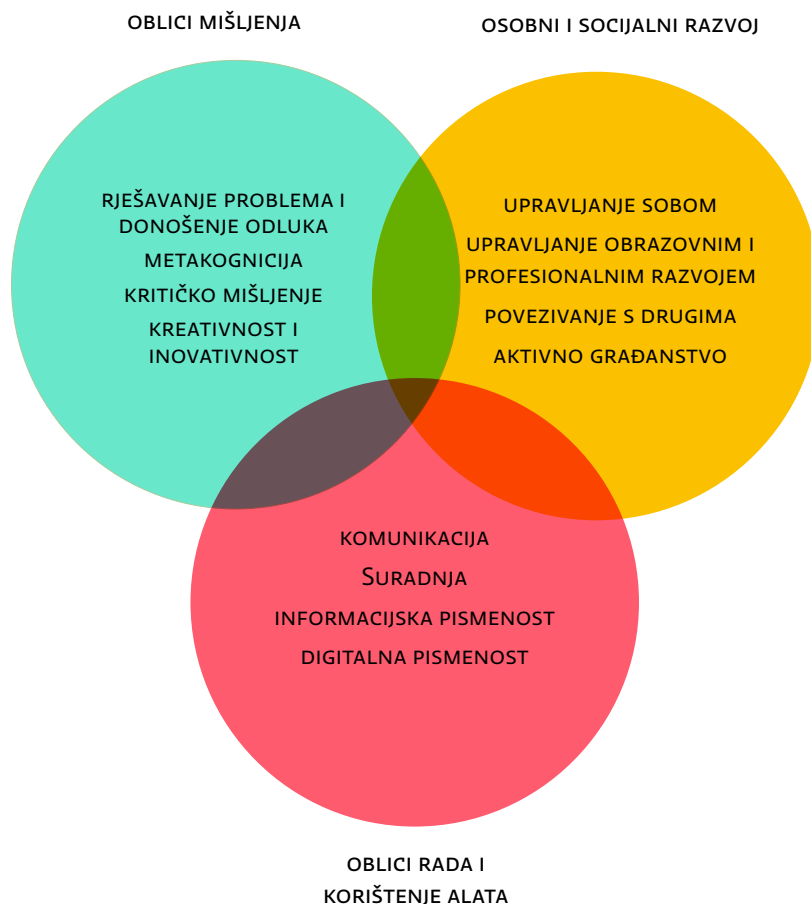 OBLICI MIŠLJENJA
OSOBNI I SOCIJALNI RAZVOJ
RJEŠAVANJE PROBLEMA I
DONOŠENJE ODLUKA
METAKOGNICIJA
KRITIČKO MIŠLJENJE
KREATIVNOST I
INOVATIVNOST
UPRAVLJANJE SOBOM
UPRAVLJANJE OBRAZOVNIM I
PROFESIONALNIM RAZVOJEM
POVEZIVANJE S DRUGIMA
AKTIVNO GRAĐANSTVO
KOMUNIKACIJA
SURADNJA
INFORMACIJSKA PISMENOST
DIGITALNA PISMENOST
OBLICI RADA I
KORIŠTENJE ALATA